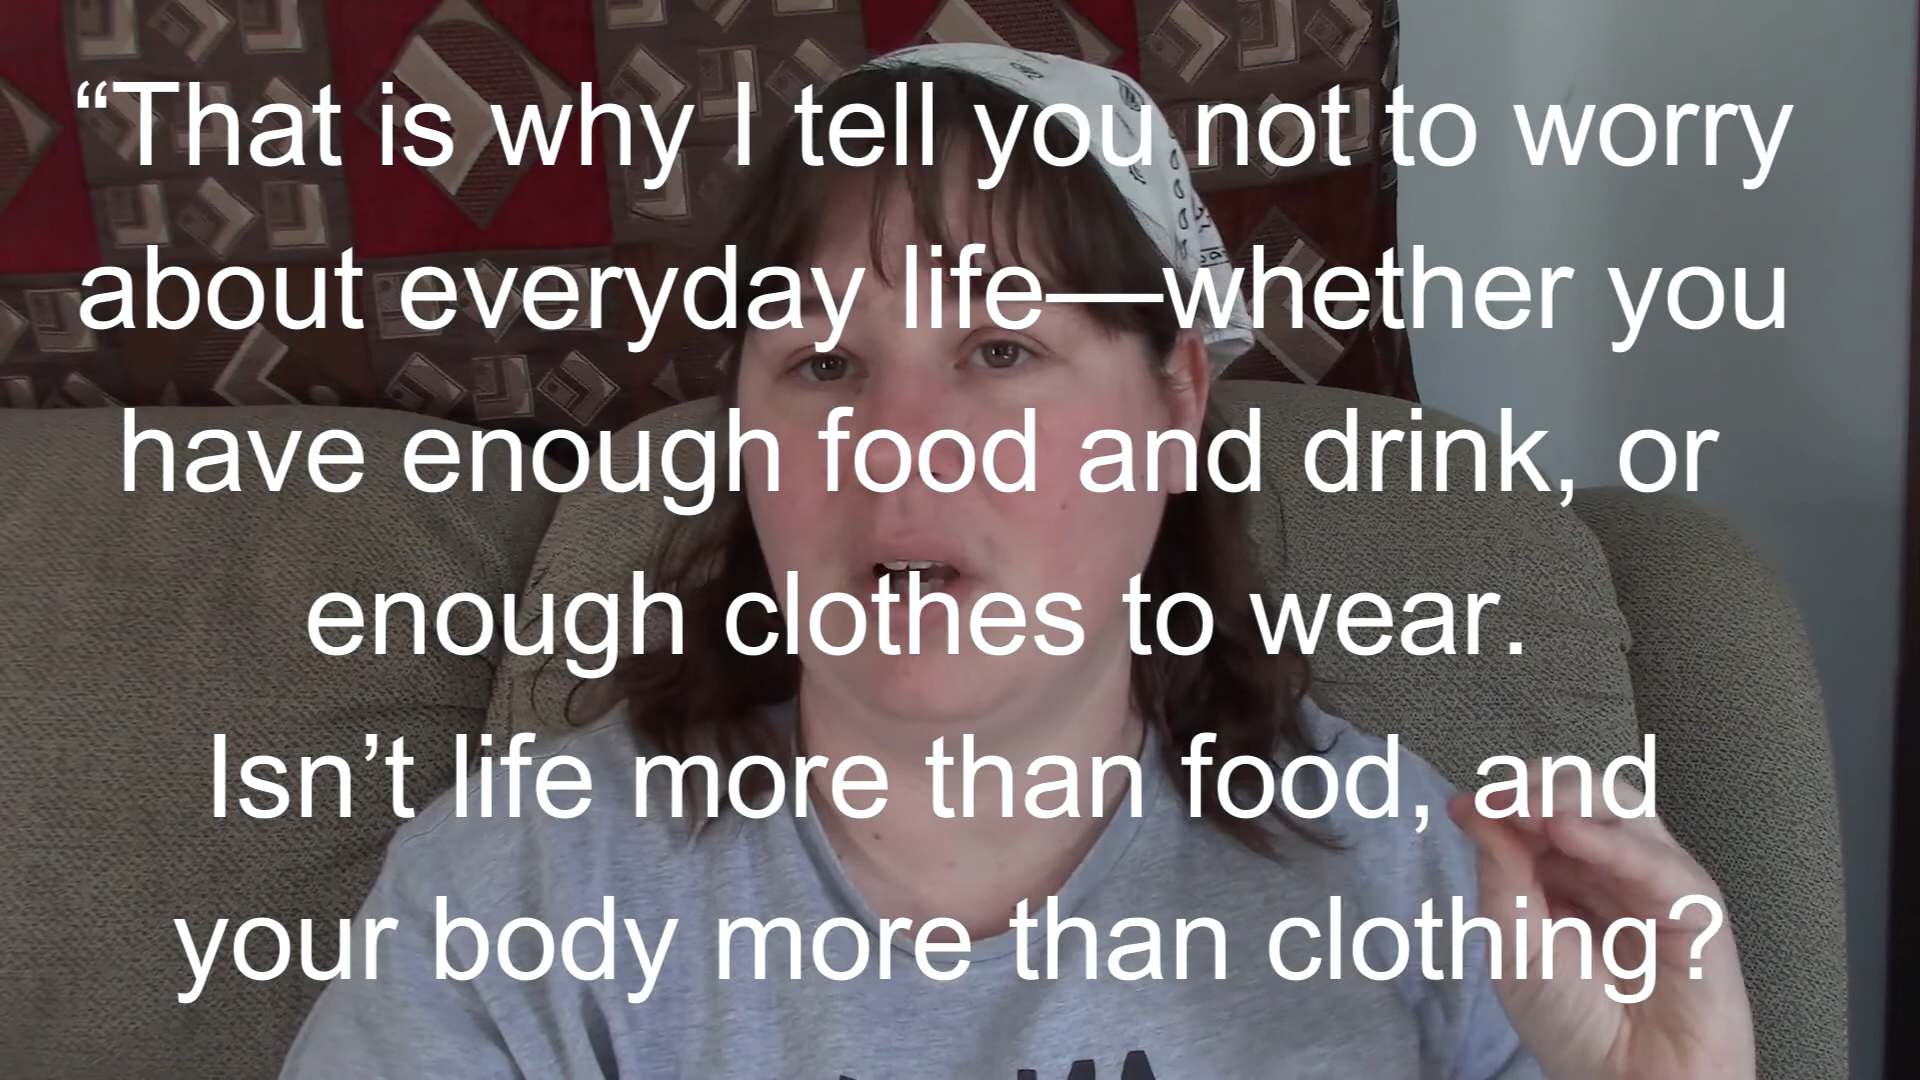 “That is why I tell you not to worry
about everyday life—whether you
have enough food and drink, or
enough clothes to wear.
Isn’t life more than food, and
your body more than clothing?